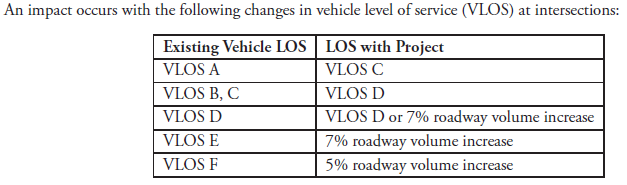 An impact occurs with the following changes in vehicle level of service (VLOS) at intersections:
Existing Vehicle LOS LOS with Project
VLOS A VLOS C
VLOS B, C VLOS D
VLOS D VLOS D or 7% roadway volume increase
VLOS E 7% roadway volume increase
VLOS F 5% roadway volume increase